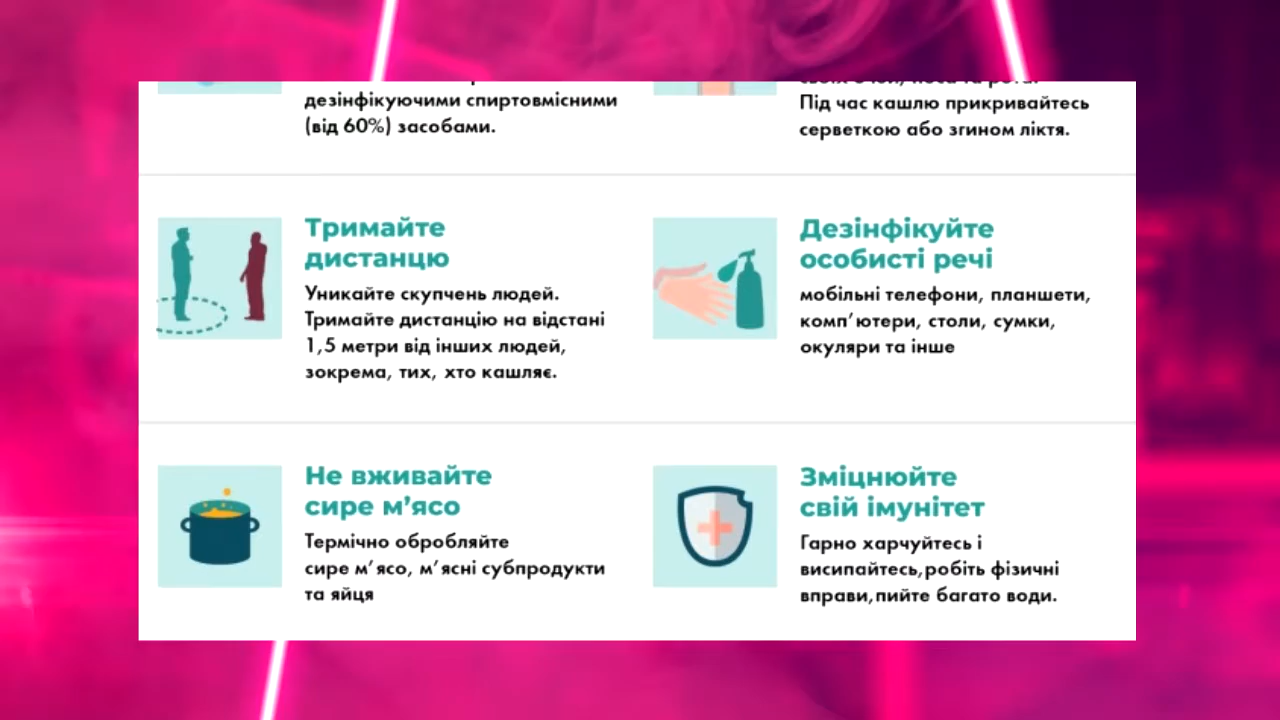 дезінфікуючими спиртовмісними
(від 60%) засобами.
Під час кашлю прикривайтесь
серветкою або згином ліктя.
Тримайте
дистанцю
Уникайте скупчень людей.
Тримайте дистанцію на відстані
1,5 метри від інших людей,
зокрема, тих, хто кашляє.
Дезінфікуйте
особисті речі
мобільні телефони, планшети,
комп'ютери, столи, сумки,
окуляри та інше
Не вживайте
сире м'ясо
Термічно обробляйте
сире м'ясо, м'ясні субпродукти
та яйця
Зміцнюйте
свій імунітет
Гарно харчуйтесь і
висипайтесь,робіть фізичні
вправи,пийте багато води.